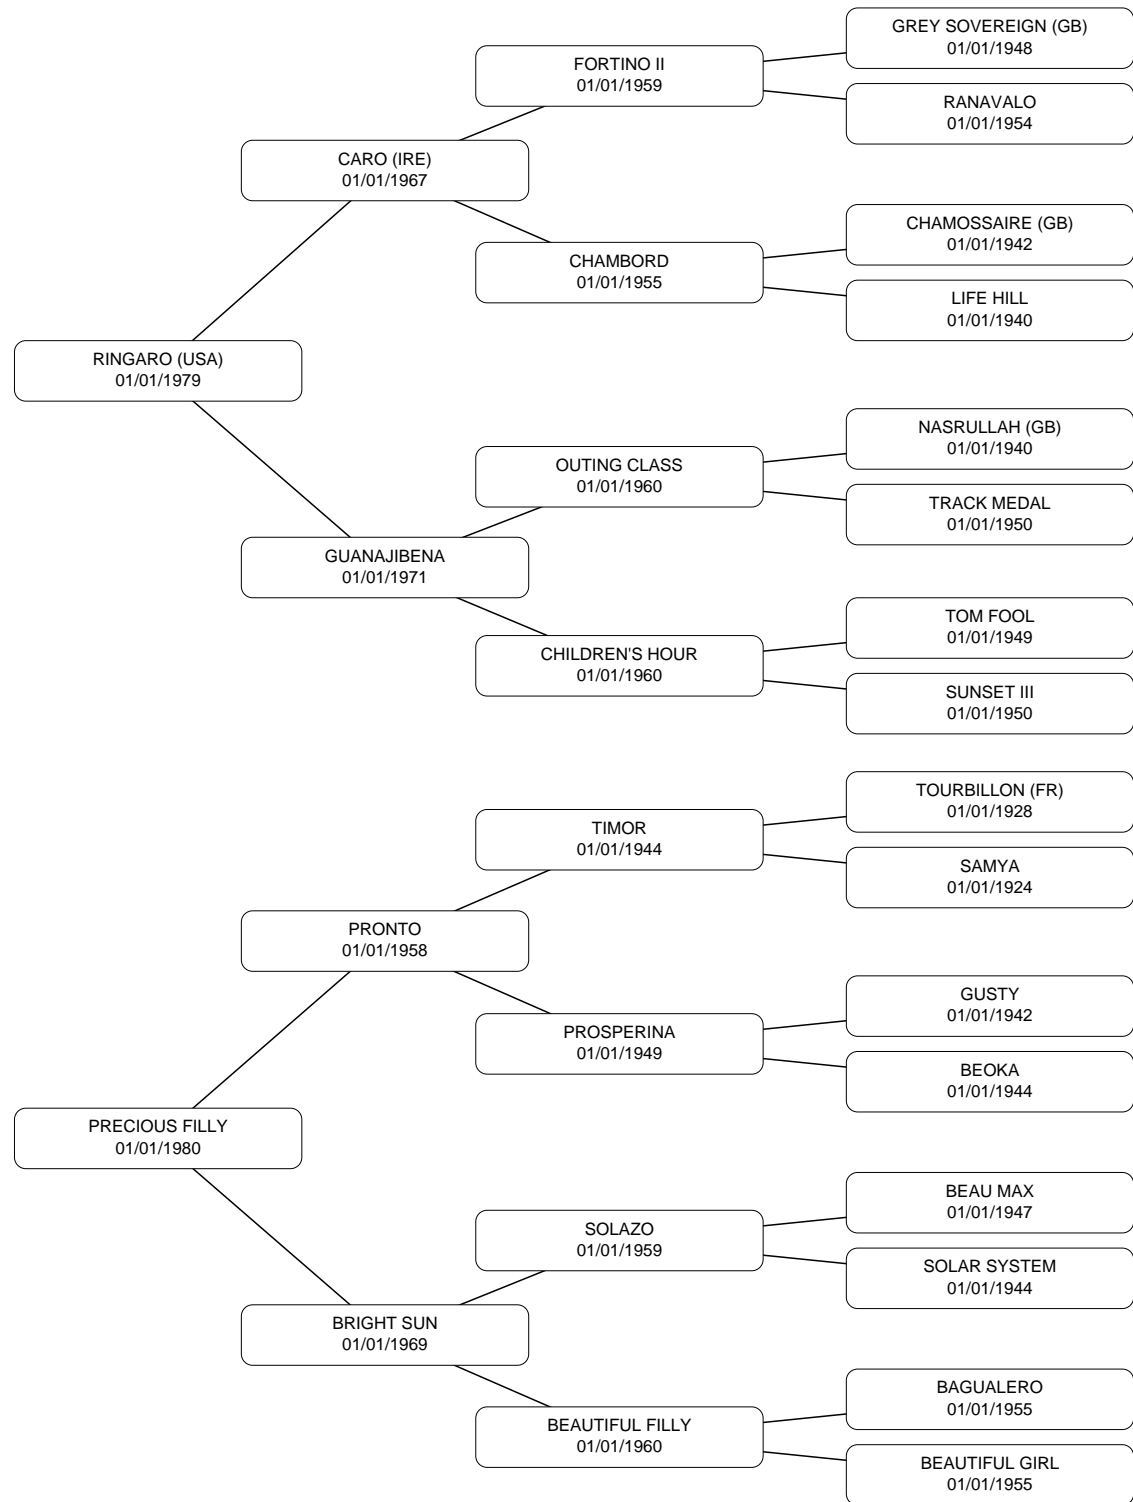 GREY SOVEREIGN (GB)
01/01/1948
FORTINO II
01/01/1959
RANAVALO
01/01/1954
CARO (IRE)
01/01/1967
CHAMOSSAIRE (GB)
01/01/1942
CHAMBORD
01/01/1955
LIFE HILL
01/01/1940
RINGARO (USA)
01/01/1979
NASRULLAH (GB)
01/01/1940
OUTING CLASS
01/01/1960
TRACK MEDAL
01/01/1950
GUANAJIBENA
01/01/1971
TOM FOOL
01/01/1949
CHILDREN'S HOUR
01/01/1960
SUNSET III
01/01/1950
TOURBILLON (FR)
01/01/1928
TIMOR
01/01/1944
SAMYA
01/01/1924
PRONTO
01/01/1958
GUSTY
01/01/1942
PROSPERINA
01/01/1949
BEOKA
01/01/1944
PRECIOUS FILLY
01/01/1980
BEAU MAX
01/01/1947
SOLAZO
01/01/1959
SOLAR SYSTEM
01/01/1944
BRIGHT SUN
01/01/1969
BAGUALERO
01/01/1955
BEAUTIFUL FILLY
01/01/1960
BEAUTIFUL GIRL
01/01/1955